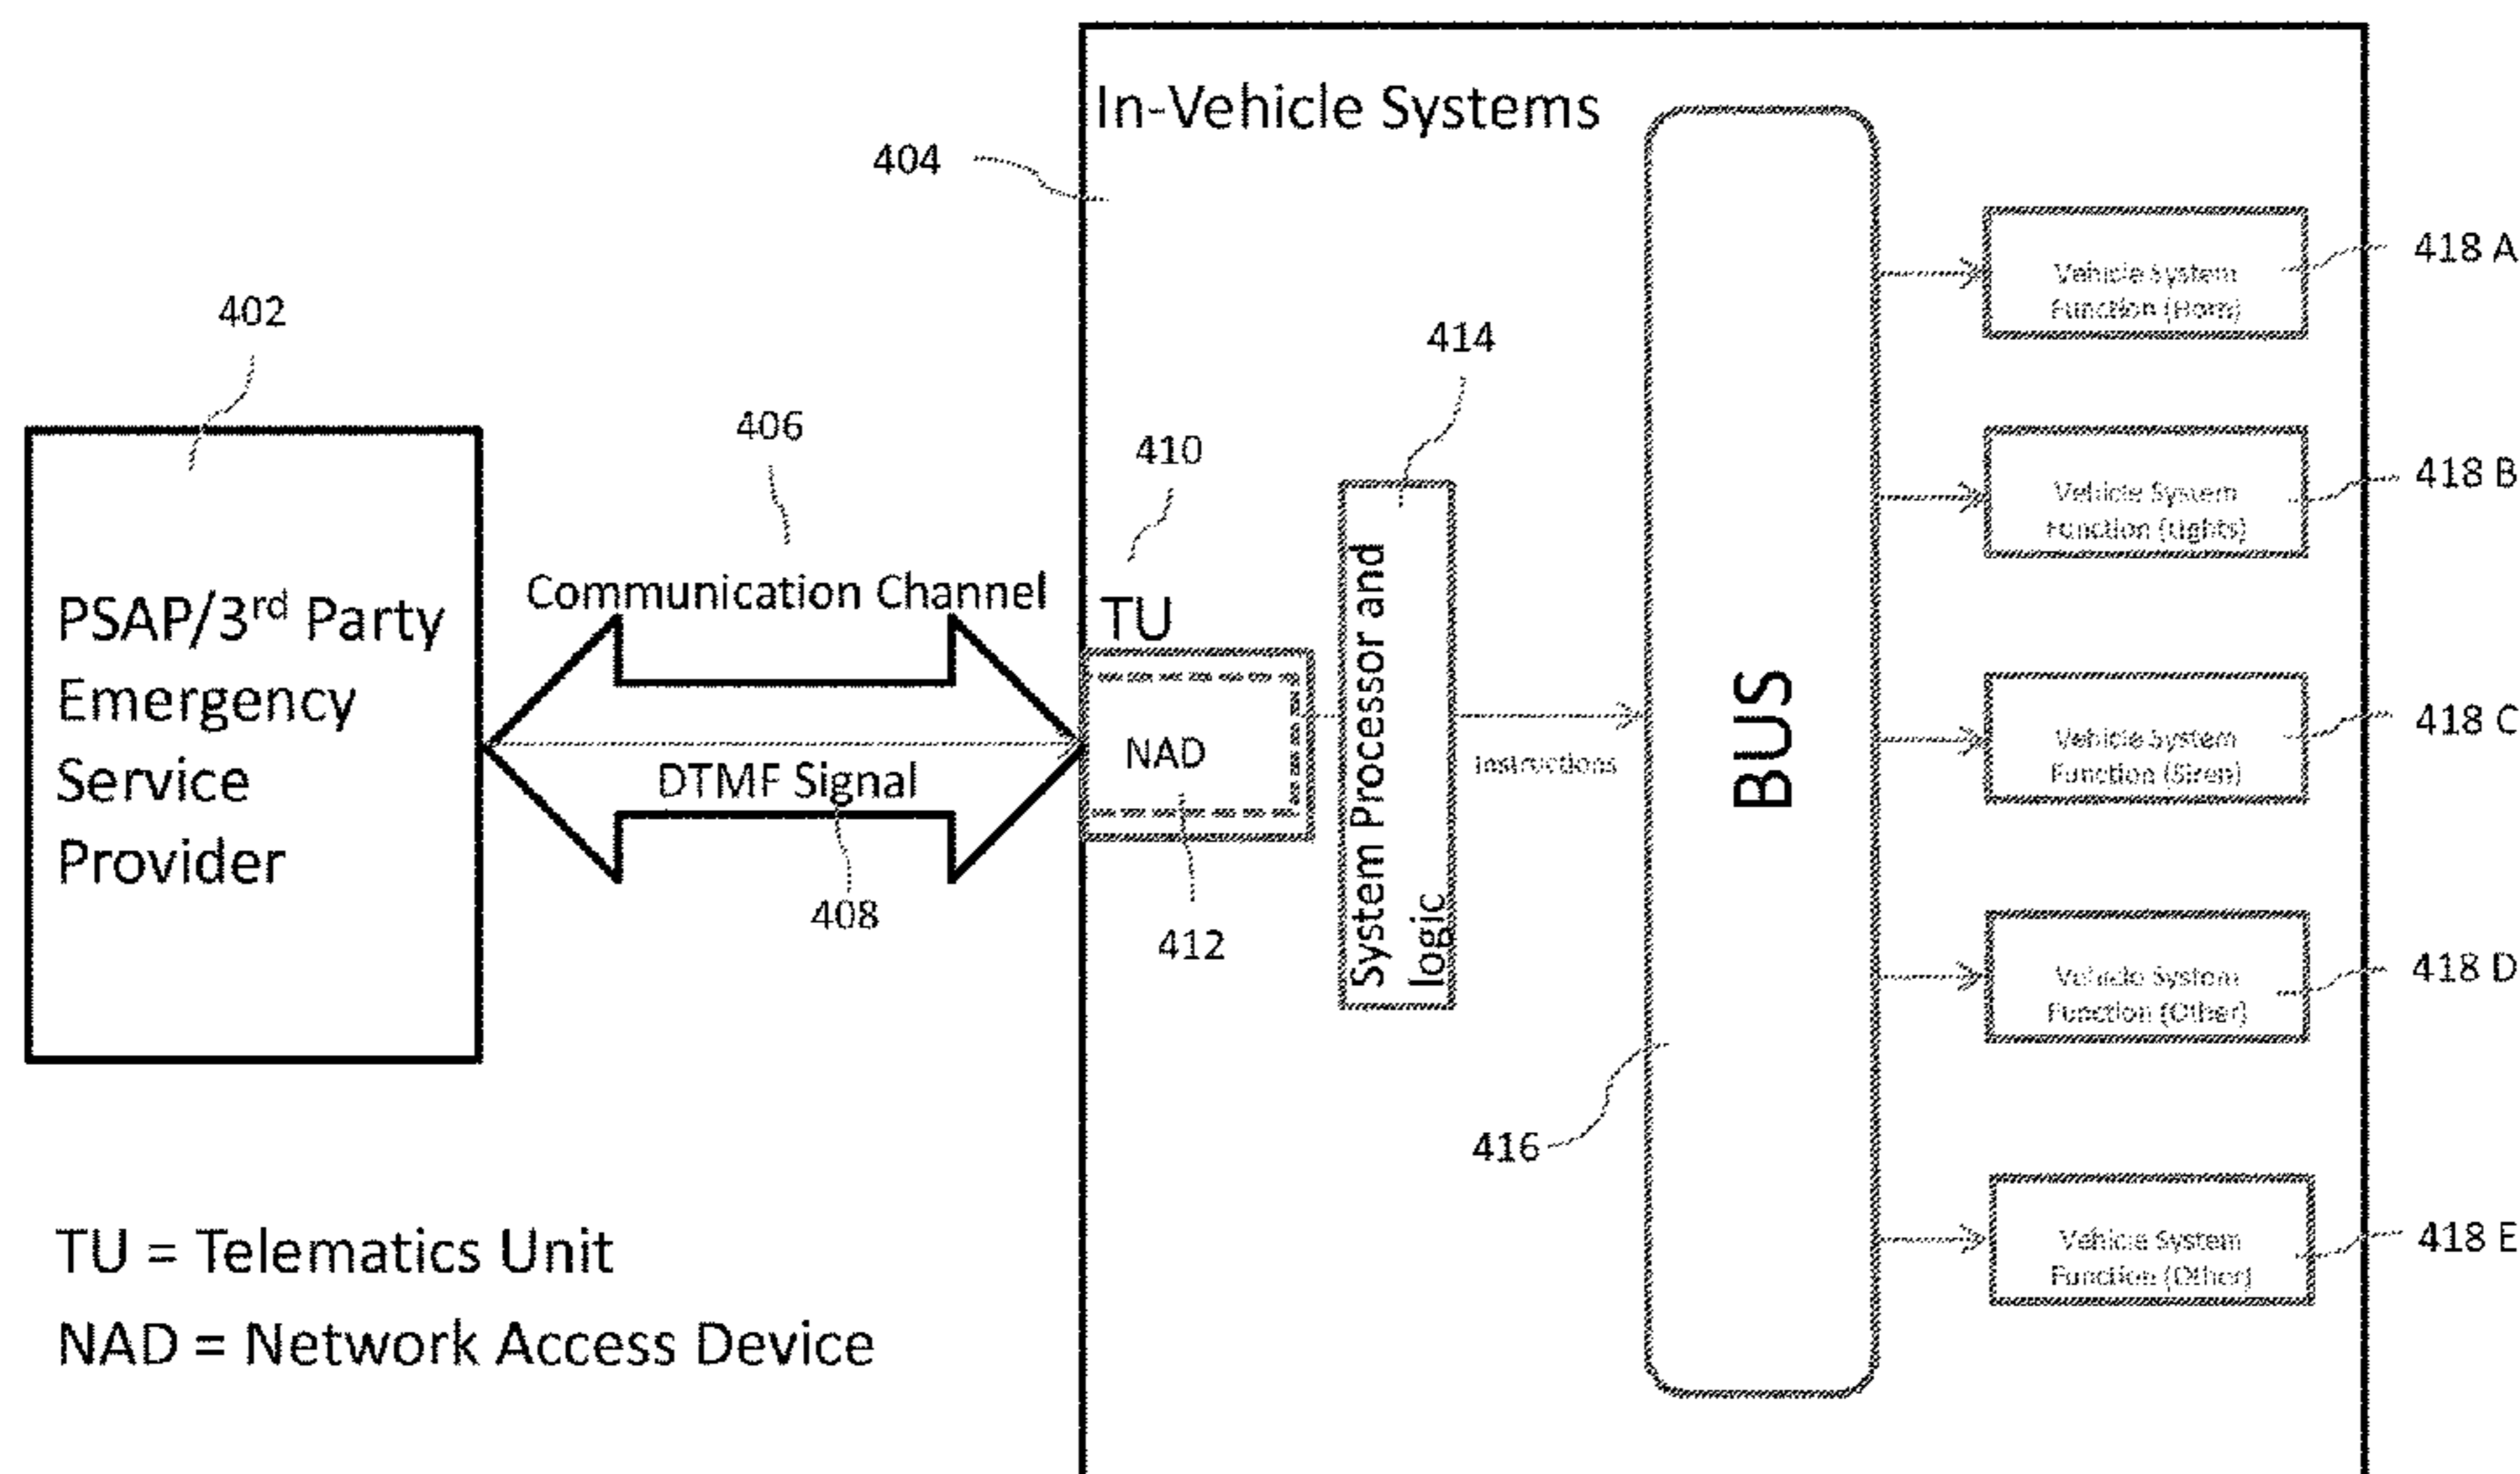 In-Vehicle Systems
404
402
406
410
414
418 A
418 B
418 C
418 D
418 E
PSAP/3rd Party
Emergency
Service
Provider
Communication Channel
DTMF Signal
408
TU
NAD
412
System Processor and
logic
Instructions
BUS
416
Vehicle System
Function (Horn)
Vehicle System
Function (Lights)
Vehicle System
Function (Siren)
Vehicle System
Function (Other)
Vehicle System
Function (Other)
TU = Telematics Unit
NAD = Network Access Device